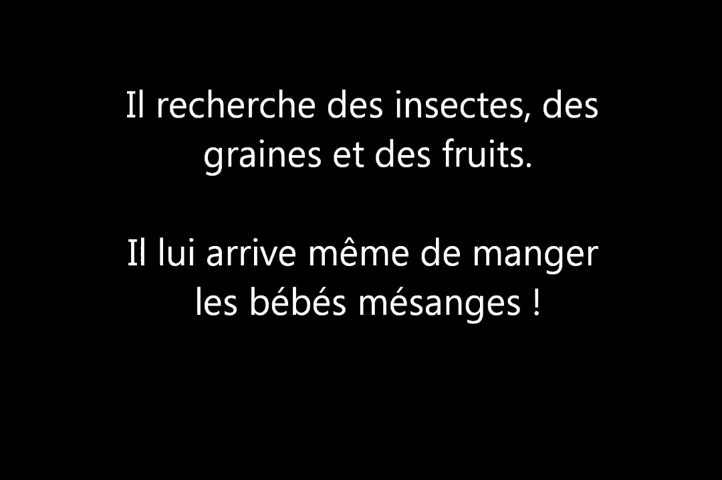 Il recherche des insectes, des
graines et des fruits.
Il lui arrive même de manger
les bébés mésanges !